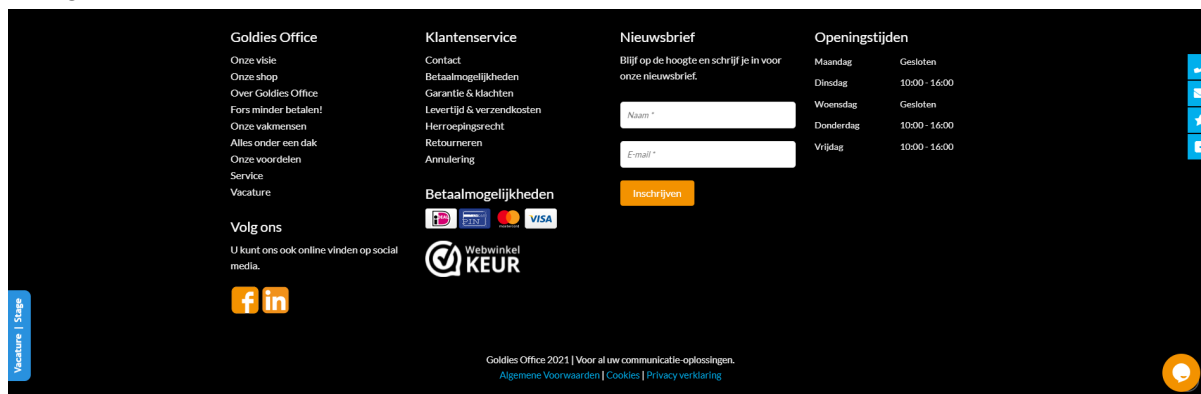 Goldies Office
Onze visie
Onze shop
Over Goldies Office
Fors minder betalen!
Onze vakmensen
Alles onder een dak
Onze voordelen
Service
Vacature
Volg ons
U kunt ons ook online vinden op social
media.
f in
Klantenservice
Contact
Betaalmogelijkheden
Garantie & klachten
Levertijd & verzendkosten
Herroepingsrecht
Retourneren
Annulering
Betaalmogelijkheden
PIN VISA
Webwinkel
KEUR
Nieuwsbrief
Blijf op de hoogte en schrijf je in voor
onze nieuwsbrief.
Naam *
E-mail *
Inschrijven
Openingstijden
Maandag Gesloten
Dinsdag 10:00 - 16:00
Woensdag Gesloten
Donderdag 10:00 - 16:00
Vrijdag 10:00 - 16:00
Vacature | Stage
Goldies Office 2021 | Voor al uw communicatie-oplossingen.
Algemene Voorwaarden | Cookies | Privacy verklaring